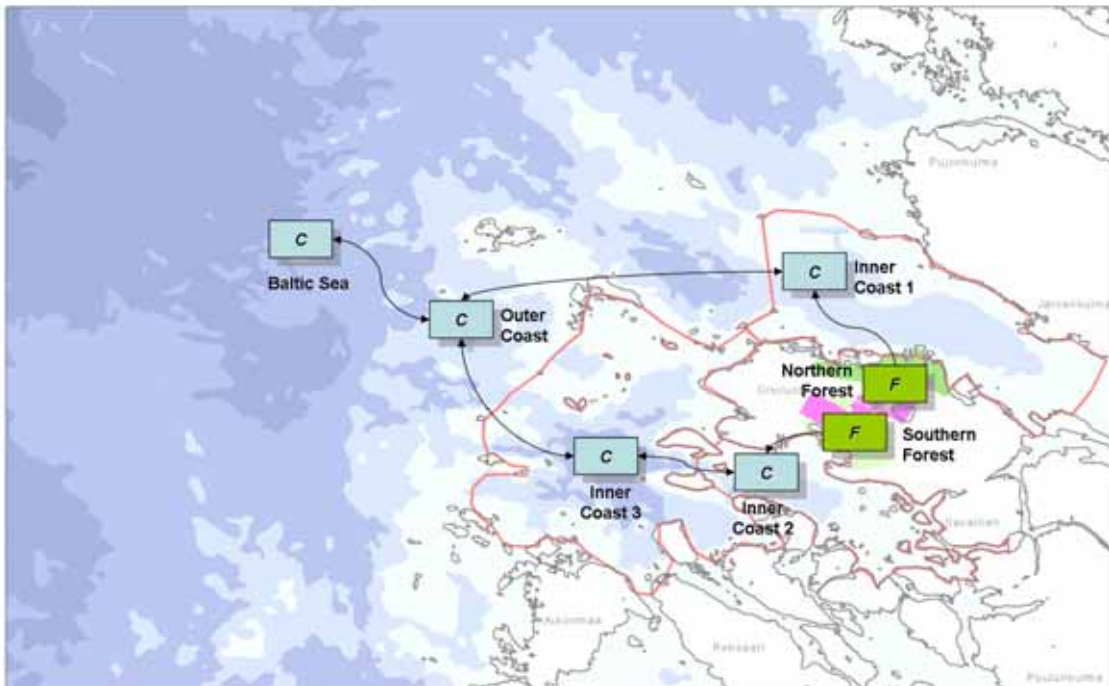 C
Baltic Sea
C
Outer
Coast
C
Inner
Coast 1
Northern
Forest
F
F
Southern
Forest
C
Inner
Coast 3
C
Inner
Coast 2